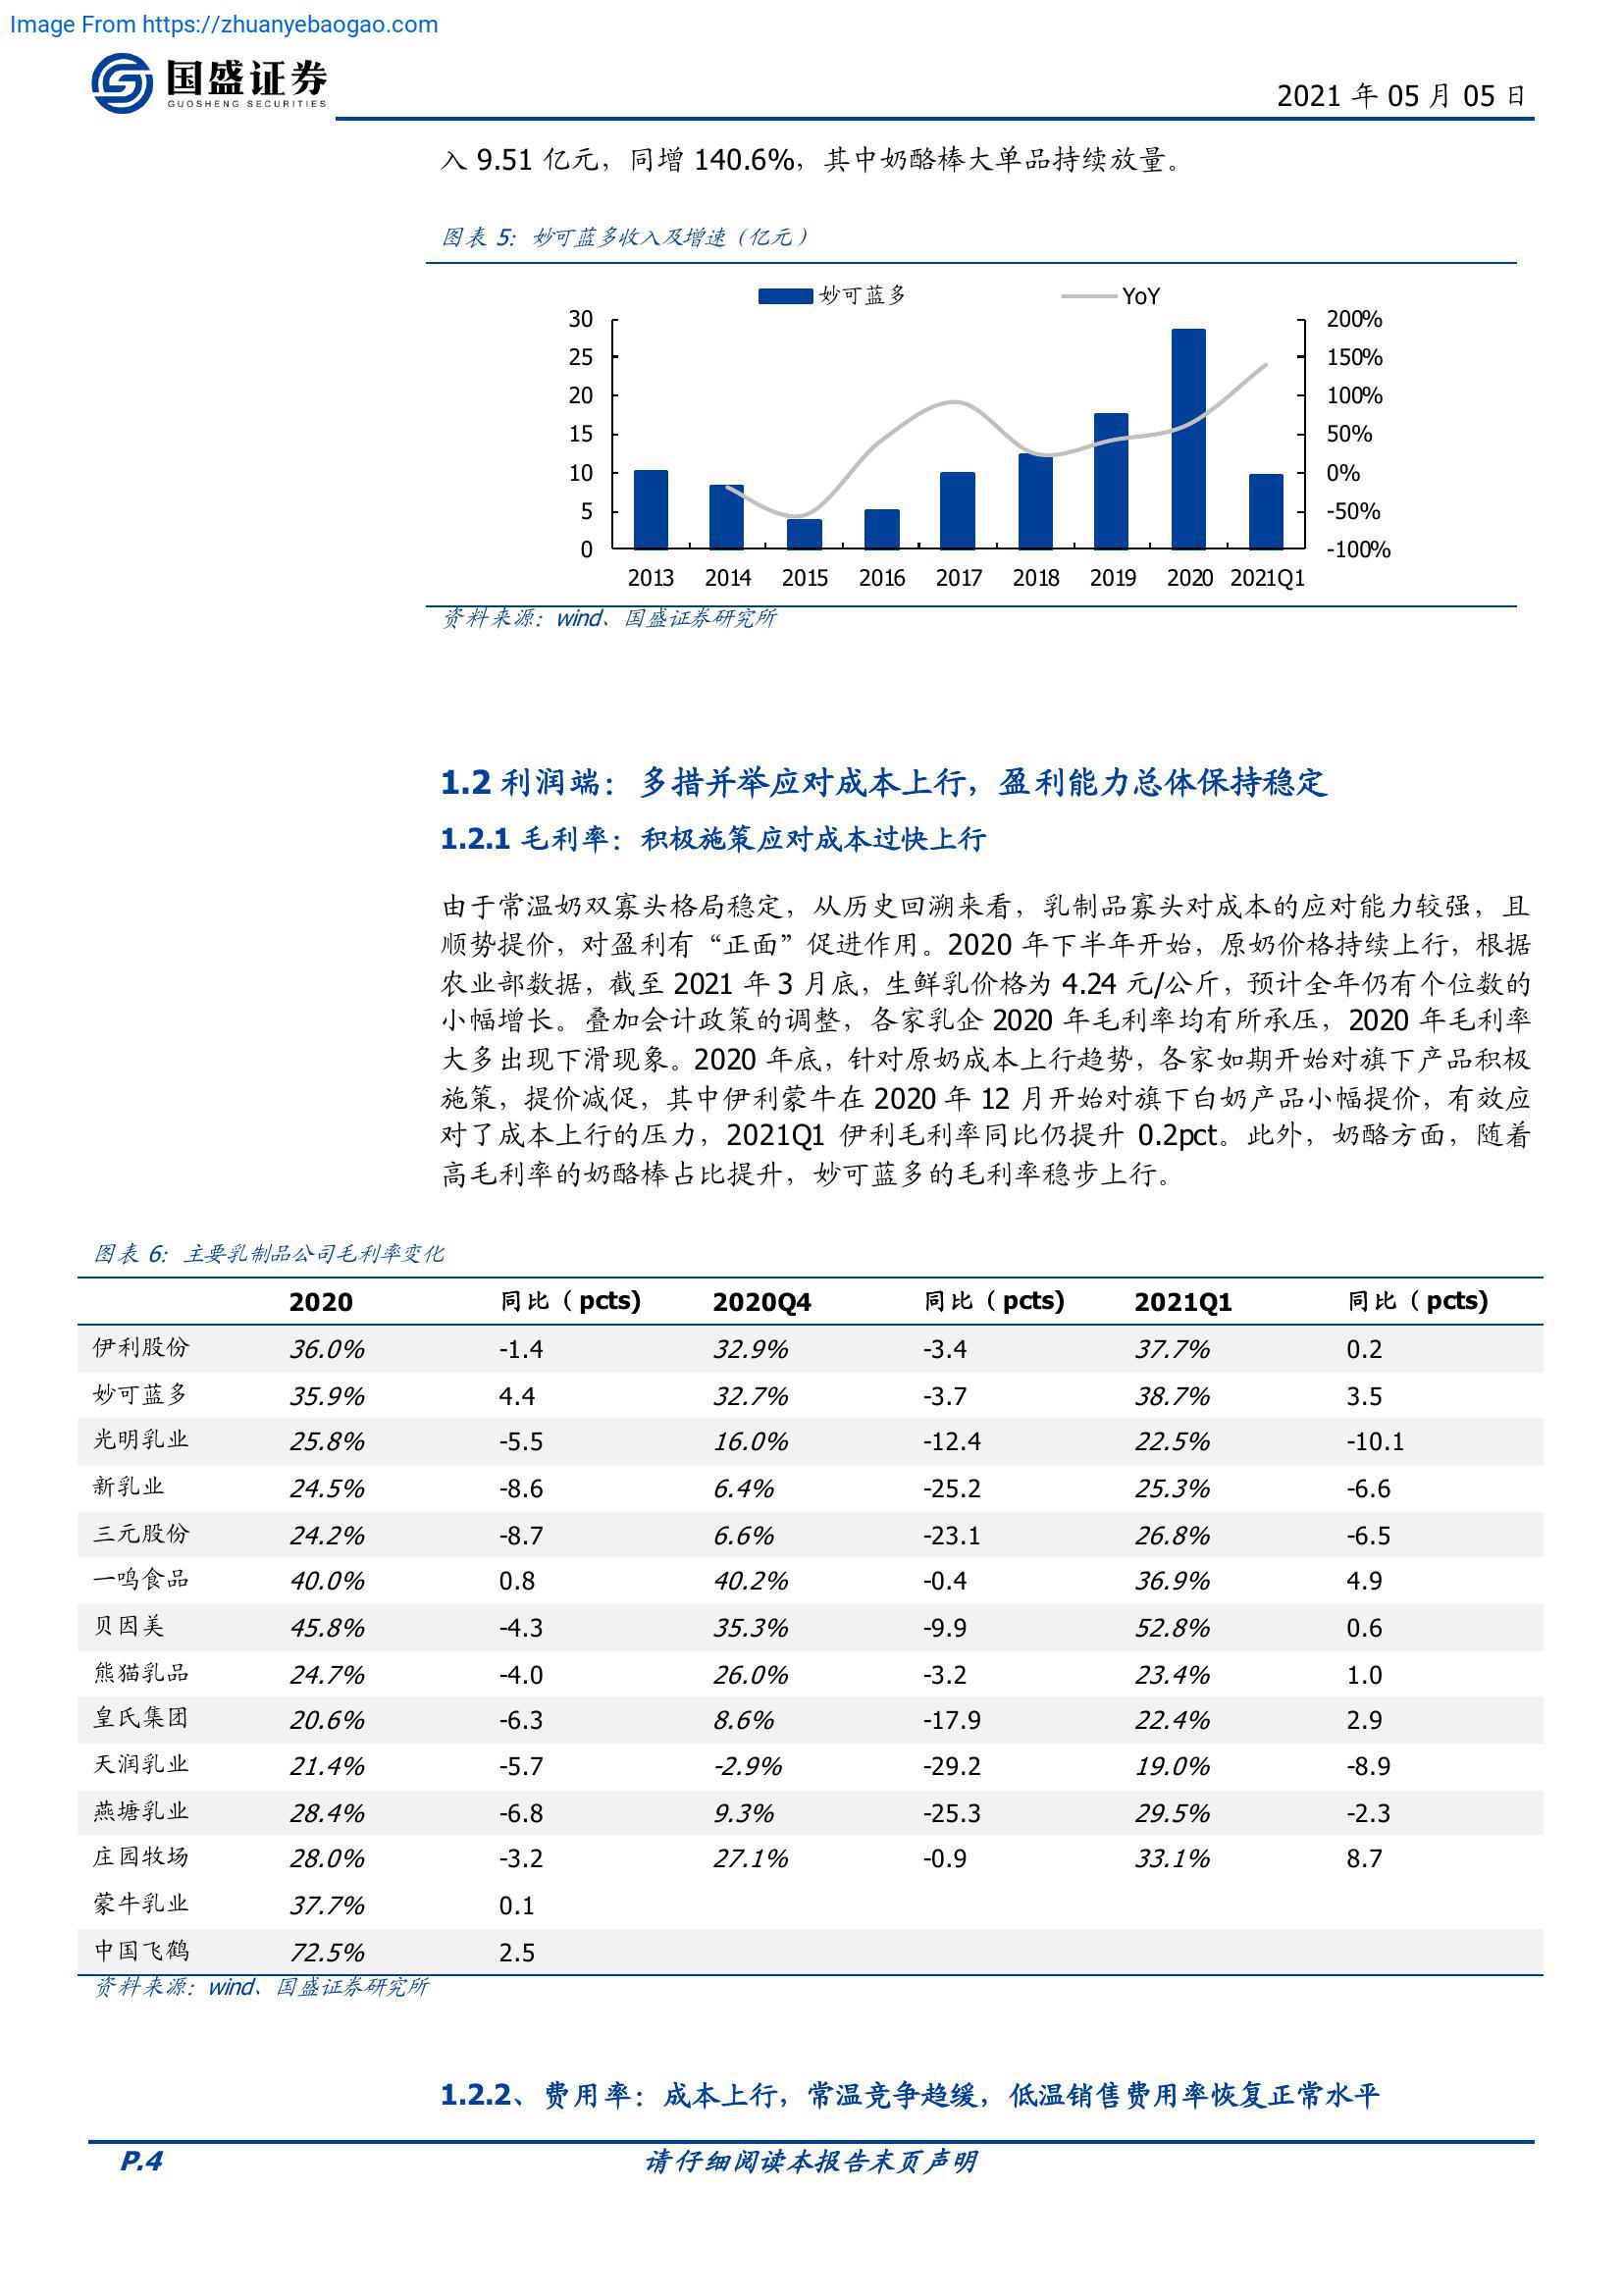 Image From https://zhuanyebaogao.com
国盛证券
GUOSHENG SECURITIES
2021 年 05 月 05 日
入 9.51 亿元，同增 140.6%，其中奶酪棒大单品持续放量。
图表 5：妙可蓝多收入及增速（亿元）
妙可蓝多 YoY
30 200%
25 150%
20 100%
15 50%
10 0%
5 -50%
0 -100%
2013 2014 2015 2016 2017 2018 2019 2020 2021Q1
资料来源：wind、国盛证券研究所
1.2 利润端：多措并举应对成本上行，盈利能力总体保持稳定
1.2.1 毛利率：积极施策应对成本过快上行
由于常温奶双寡头格局稳定，从历史回溯来看，乳制品寡头对成本的应对能力较强，且
顺势提价，对盈利有“正面”促进作用。2020 年下半年开始，原奶价格持续上行，根据
农业部数据，截至 2021 年 3 月底，生鲜乳价格为 4.24 元/公斤，预计全年仍有个位数的
小幅增长。叠加会计政策的调整，各家乳企 2020 年毛利率均有所承压，2020 年毛利率
大多出现下滑现象。2020 年底，针对原奶成本上行趋势，各家如期开始对旗下产品积极
施策，提价减促，其中伊利蒙牛在 2020 年 12 月开始对旗下白奶产品小幅提价，有效应
对了成本上行的压力，2021Q1 伊利毛利率同比仍提升 0.2pct。此外，奶酪方面，随着
高毛利率的奶酪棒占比提升，妙可蓝多的毛利率稳步上行。
图表 6：主要乳制品公司毛利率变化
2020 同比（pcts) 2020Q4 同比（pcts) 2021Q1 同比（pcts)
伊利股份 36.0% -1.4 32.9% -3.4 37.7% 0.2
妙可蓝多 35.9% 4.4 32.7% -3.7 38.7% 3.5
光明乳业 25.8% -5.5 16.0% -12.4 22.5% -10.1
新乳业 24.5% -8.6 6.4% -25.2 25.3% -6.6
三元股份 24.2% -8.7 6.6% -23.1 26.8% -6.5
一鸣食品 40.0% 0.8 40.2% -0.4 36.9% 4.9
贝因美 45.8% -4.3 35.3% -9.9 52.8% 0.6
熊猫乳品 24.7% -4.0 26.0% -3.2 23.4% 1.0
皇氏集团 20.6% -6.3 8.6% -17.9 22.4% 2.9
天润乳业 21.4% -5.7 -2.9% -29.2 19.0% -8.9
燕塘乳业 28.4% -6.8 9.3% -25.3 29.5% -2.3
庄园牧场 28.0% -3.2 27.1% -0.9 33.1% 8.7
蒙牛乳业 37.7% 0.1
中国飞鹤 72.5% 2.5
资料来源：wind、国盛证券研究所
1.2.2、费用率：成本上行，常温竞争趋缓，低温销售费用率恢复正常水平
P.4 请仔细阅读本报告末页声明